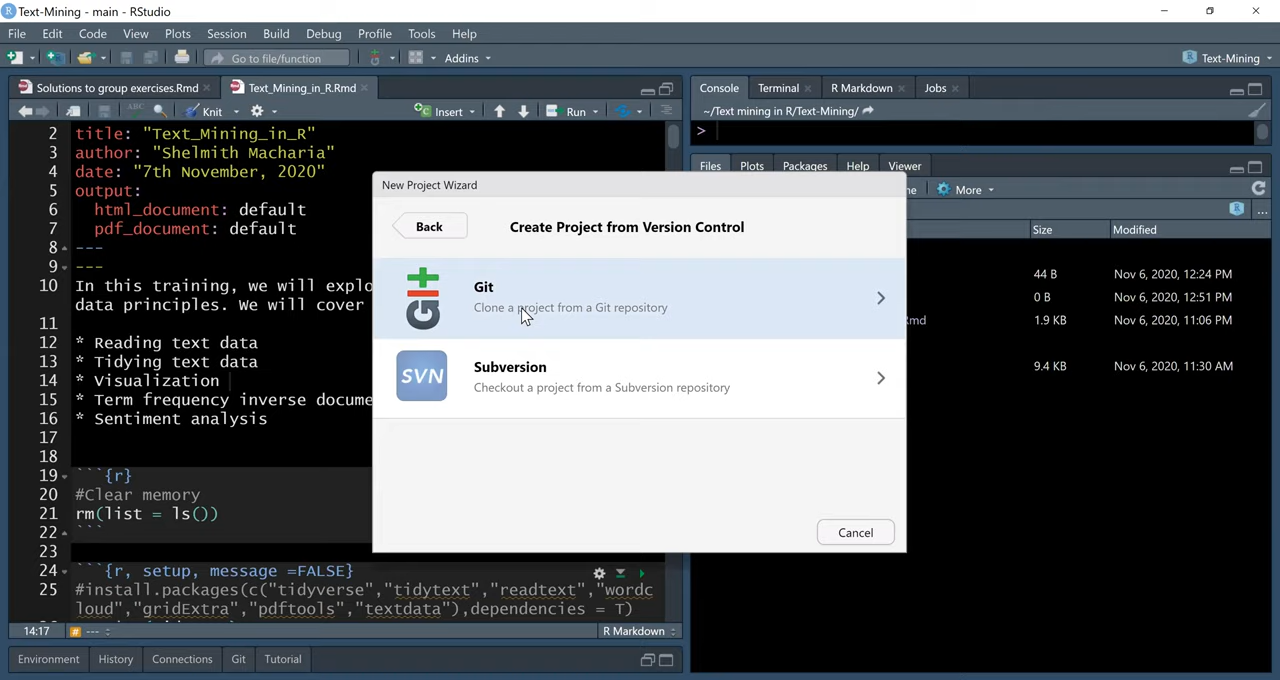 Text-Mining - main - RStudio
File Edit Code View Plots Session Build Debug Profile Tools Help
Go to file/function Addins Text-Mining
Solutions to group exercises.Rmd Text_Mining_in_R.Rmd
Knit Insert Run
2 title: "Text_Mining_in_R"
3 author: "Shelmith Macharia"
4 date: "7th November, 2020"
5 output:
6 html_document: default
7 pdf_document: default
8 ---
9 ---
10 In this training, we will explo
data principles. We will cover
11
12 * Reading text data
13 * Tidying text data
14 * Visualization
15 * Term frequency inverse docume
16 * Sentiment analysis
17
18
19 ```{r}
20 #Clear memory
21 rm(list = ls())
22 ```
23
24 ```{r, setup, message =FALSE}
25 #install.packages(c("tidyverse","tidytext","readtext","wordc
loud","gridExtra","pdftools","textdata"),dependencies = T)
14:17 # --- R Markdown
Environment History Connections Git Tutorial
Console Terminal R Markdown Jobs
~/Text mining in R/Text-Mining/
>
Files Plots Packages Help Viewer
me More
Size Modified
44 B Nov 6, 2020, 12:24 PM
0 B Nov 6, 2020, 12:51 PM
Rmd 1.9 KB Nov 6, 2020, 11:06 PM
9.4 KB Nov 6, 2020, 11:30 AM
New Project Wizard
Back Create Project from Version Control
Git
Clone a project from a Git repository
SVN Subversion
Checkout a project from a Subversion repository
Cancel